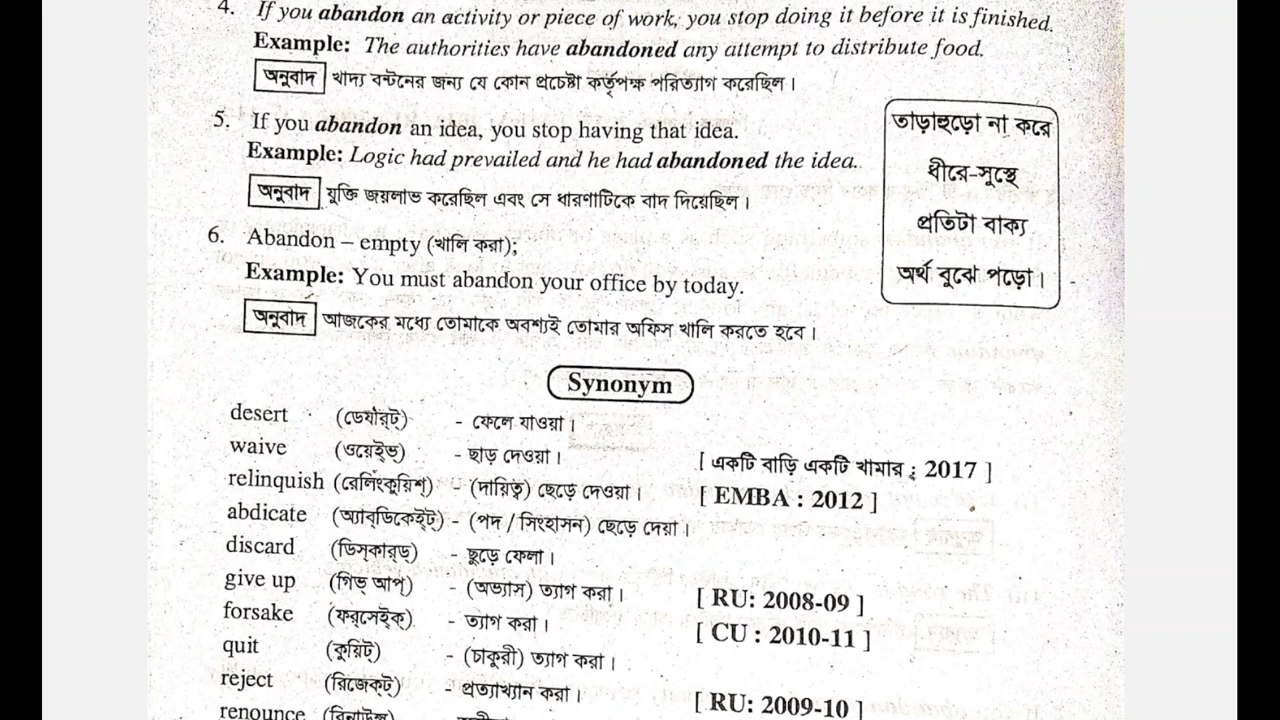 4. If you abandon an activity or piece of work, you stop doing it before it is finished.
Example: The authorities have abandoned any attempt to distribute food.
অনুবাদ খাদ্য বন্টনের জন্য যে কোন প্রচেষ্টা কর্তৃপক্ষ পরিত্যাগ করেছিল।
5. If you abandon an idea, you stop having that idea.
Example: Logic had prevailed and he had abandoned the idea.
অনুবাদ যুক্তি জয়লাভ করেছিল এবং সে ধারণাটিকে বাদ দিয়েছিল।
6. Abandon – empty (খালি করা);
Example: You must abandon your office by today.
অনুবাদ আজকের মধ্যে তোমাকে অবশ্যই তোমার অফিস খালি করতে হবে।
তাড়াহুড়ো না করে
ধীরে-সুস্থে
প্রতিটা বাক্য
অর্থ বুঝে পড়ো।
Synonym
desert (ডেযার্‌ট্‌) - ফেলে যাওয়া।
waive (ওয়েইভ্‌) - ছাড় দেওয়া। [ একটি বাড়ি একটি খামার : 2017 ]
relinquish (রেলিংকুয়িশ্‌) - (দায়িত্ব) ছেড়ে দেওয়া। [ EMBA : 2012 ]
abdicate (অ্যাব্‌ডিকেইট্‌) - (পদ / সিংহাসন) ছেড়ে দেয়া।
discard (ডিস্‌কার্‌ড্‌) - ছুড়ে ফেলা।
give up (গিভ্‌ আপ্‌) - (অভ্যাস) ত্যাগ করা। [ RU: 2008-09 ]
forsake (ফর্‌সেইক্‌) - ত্যাগ করা। [ CU : 2010-11 ]
quit (কুয়িট্‌) - (চাকুরী) ত্যাগ করা।
reject (রিজেক্‌ট্‌) - প্রত্যাখ্যান করা। [ RU: 2009-10 ]
renounce